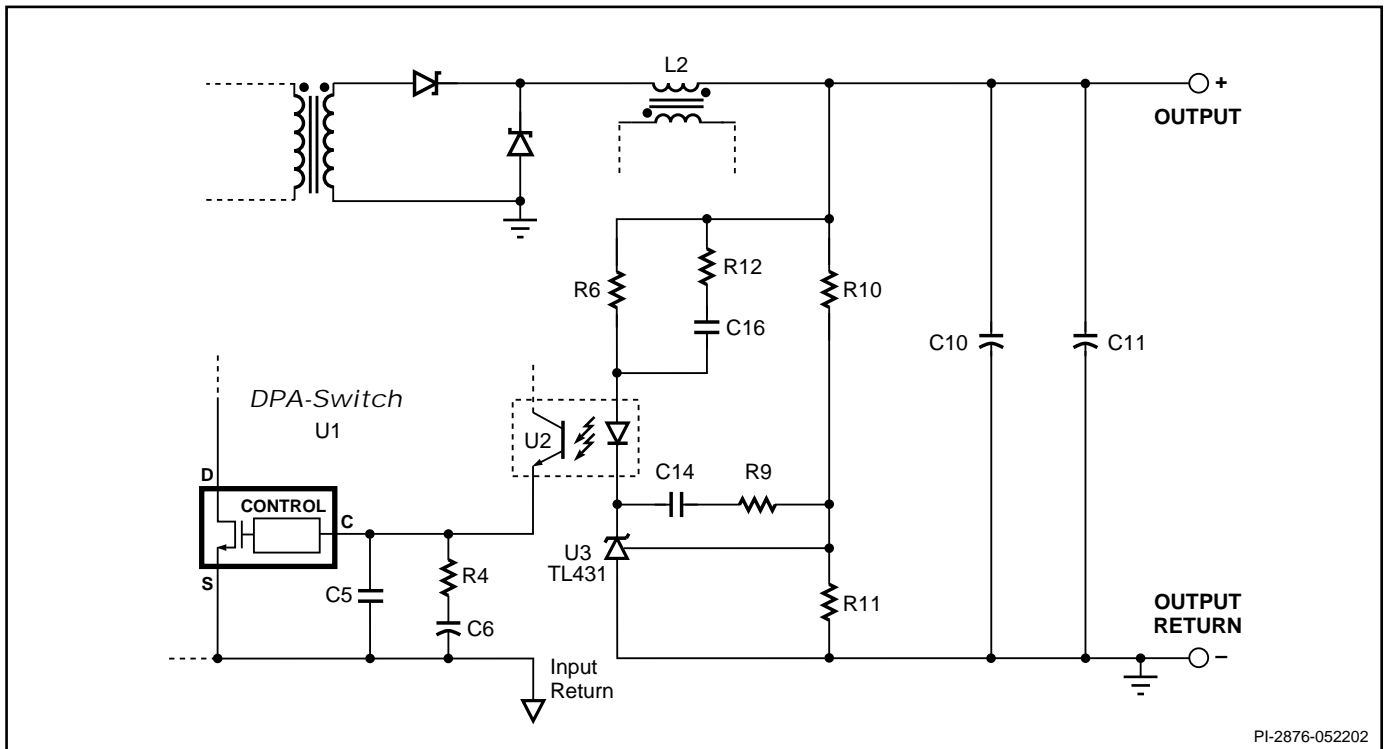 L2
+
OUTPUT
R12
R6
R10
C16
C10
C11
DPA-Switch
U1
U2
C14
R9
D
CONTROL
C
U3
TL431
R4
S
C5
R11
C6
OUTPUT
RETURN
Input
Return
–
PI-2876-052202